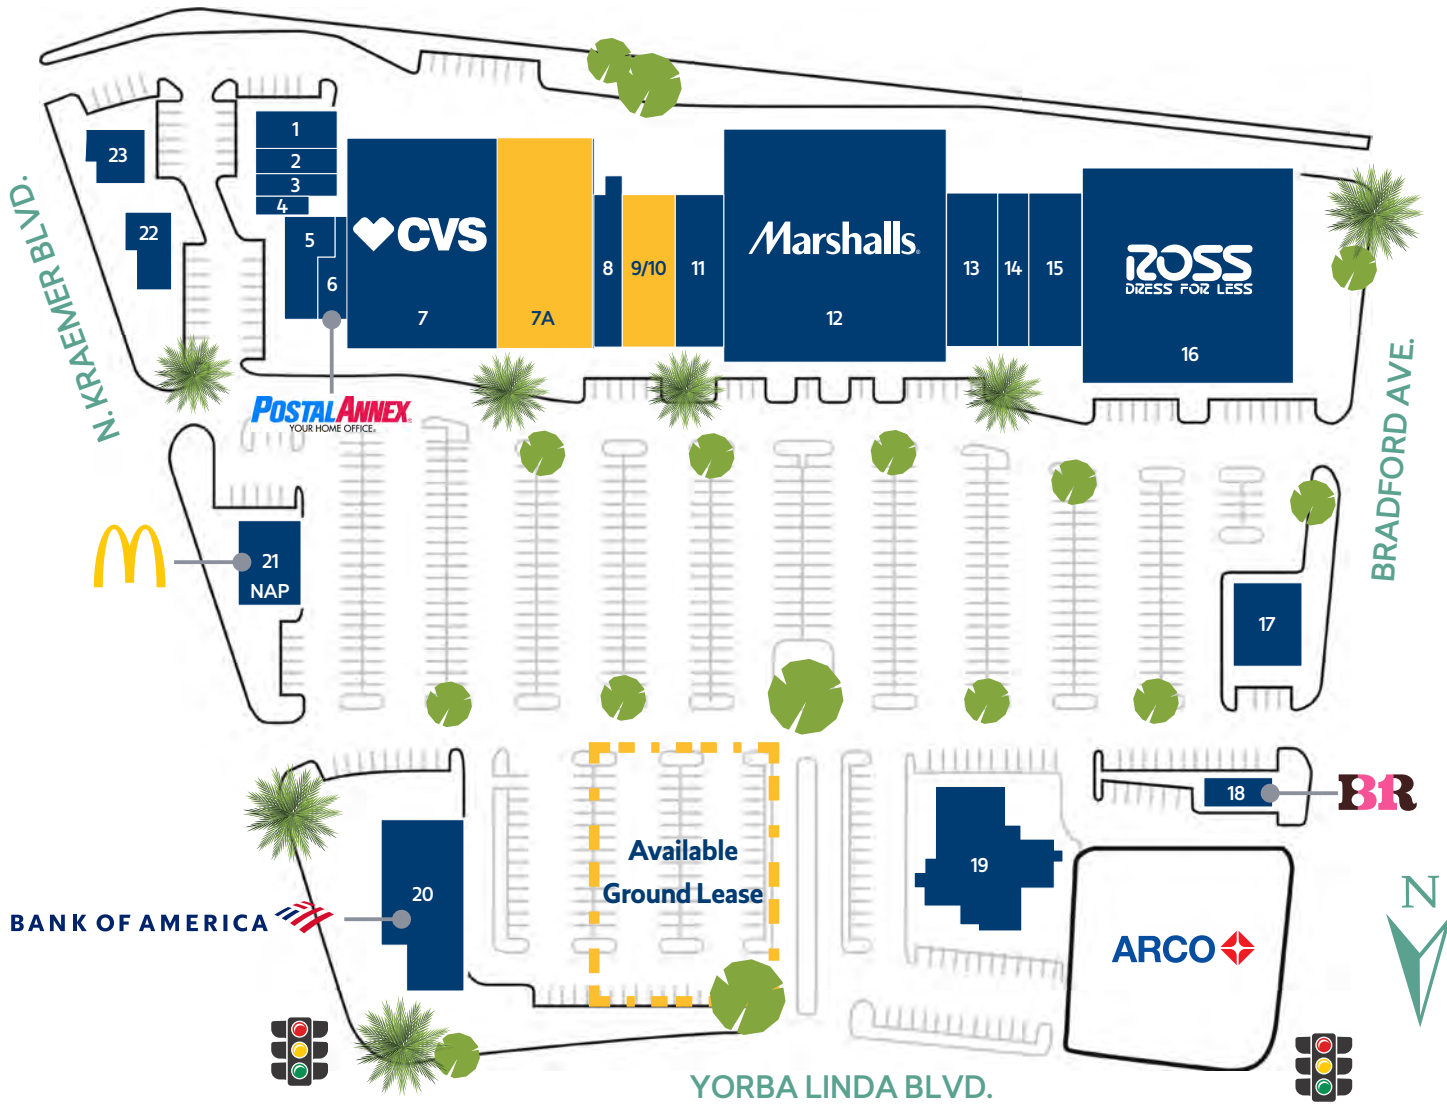 1
2
3
4
5
6
23
22
N. KRAEMER BLVD.
CVS
7
7A
8
9/10
11
Marshalls
12
13
14
15
ROSS
DRESS FOR LESS
16
BRADFORD AVE.
POSTALANNEX
YOUR HOME OFFICE
21
NAP
17
18
BR
Available
Ground Lease
19
20
BANK OF AMERICA
ARCO
N
YORBA LINDA BLVD.